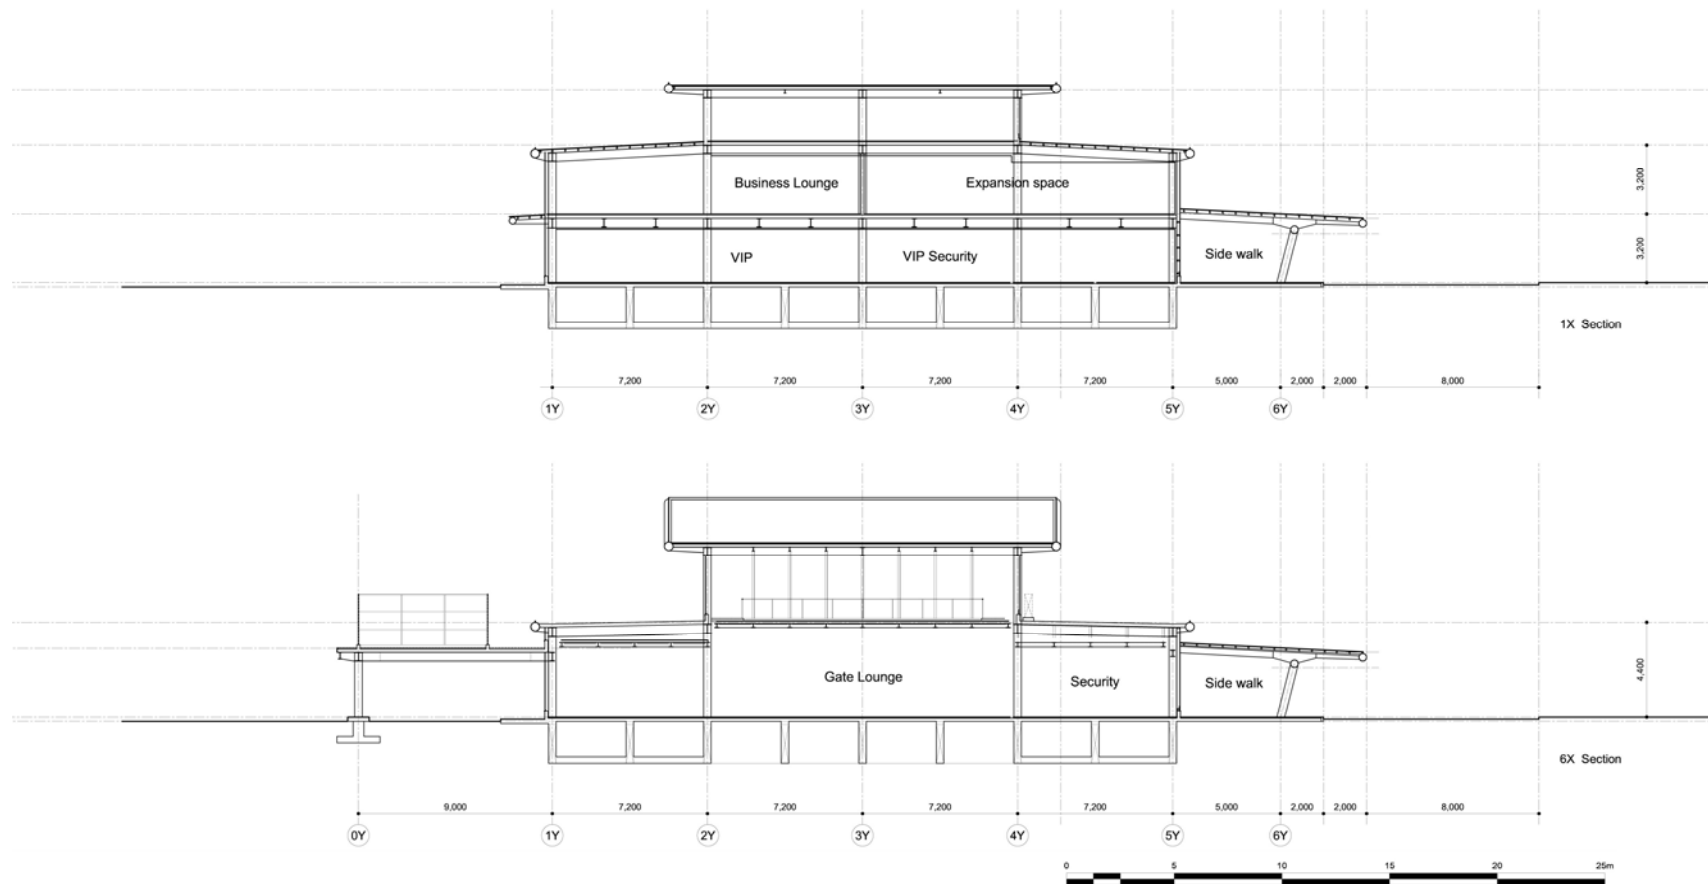 Business Lounge
Expansion space
3,200
VIP
VIP Security
Side walk
3,200
1X Section
7,200
7,200
7,200
7,200
5,000
2,000
2,000
8,000
1Y
2Y
3Y
4Y
5Y
6Y
Gate Lounge
Security
Side walk
4,400
6X Section
9,000
7,200
7,200
7,200
7,200
5,000
2,000
2,000
8,000
0Y
1Y
2Y
3Y
4Y
5Y
6Y
0
5
10
15
20
25m